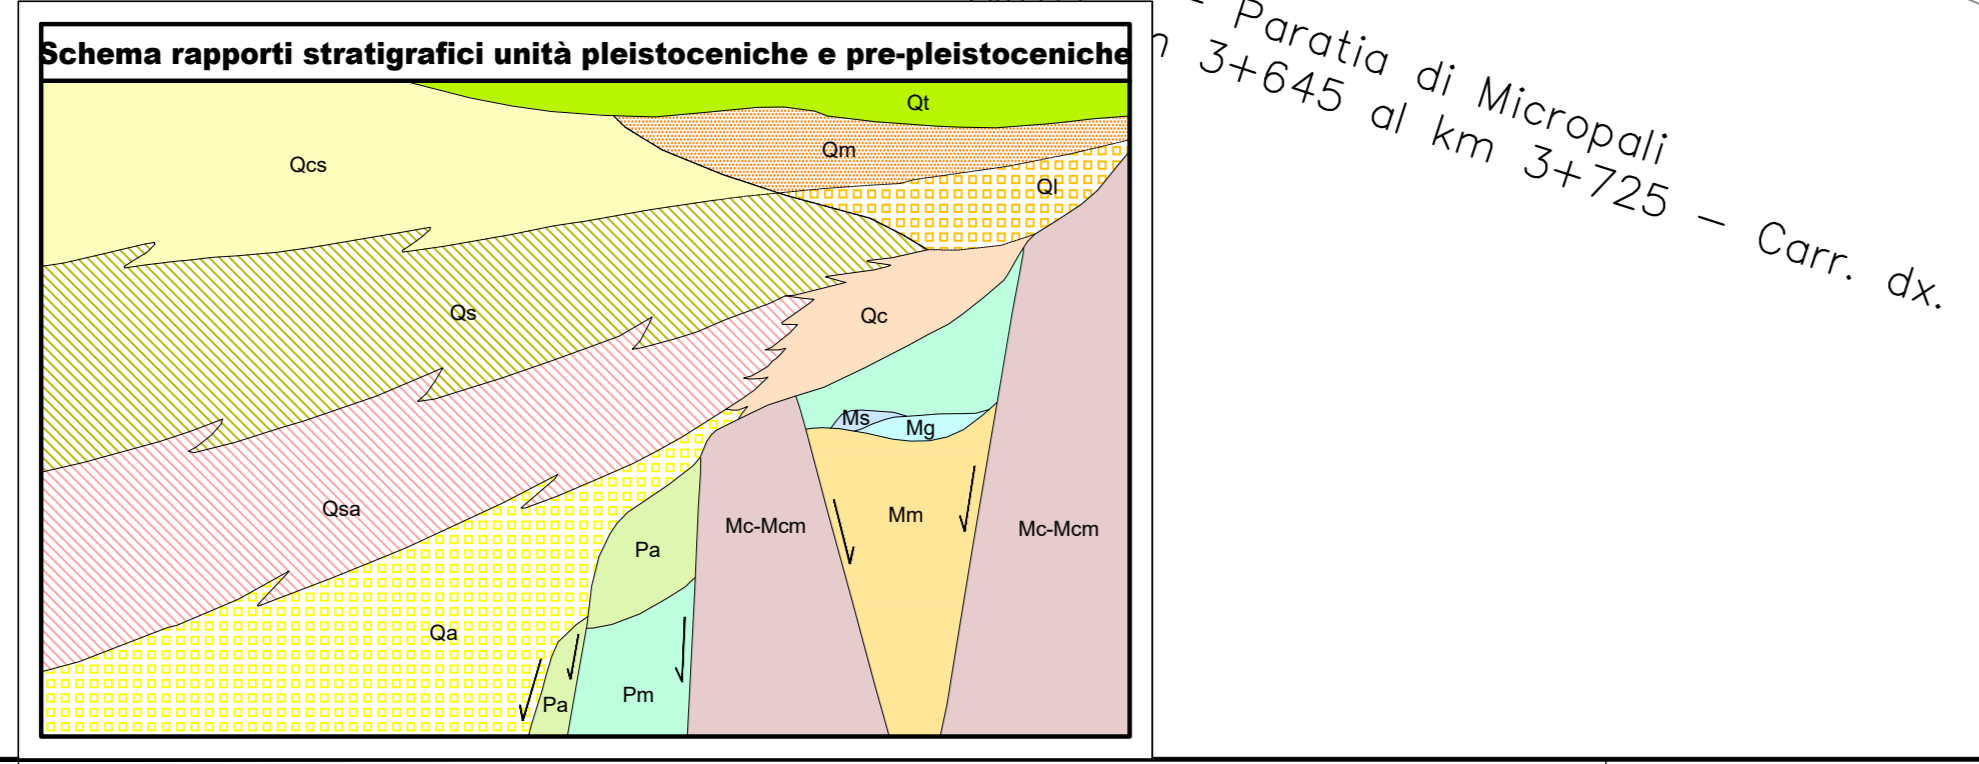 Schema rapporti stratigrafici unità pleistoceniche e pre-pleistoceniche
- Paratia di Micropali
3+645 al km 3+725 - Carr. dx.
Qt
Qm
Qcs
Ql
Qs
Qc
Ms
Mg
Qsa
Mm
Mc-Mcm
Mc-Mcm
Pa
Qa
Pm
Pa